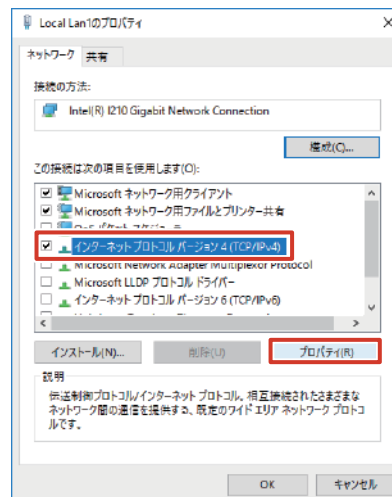 Local Lan1のプロパティ
ネットワーク 共有
接続の方法:
Intel(R) I210 Gigabit Network Connection
構成(C)...
この接続は次の項目を使用します(O):
Microsoft ネットワーク用クライアント
Microsoft ネットワーク用ファイルとプリンター共有
インターネット プロトコル バージョン 4 (TCP/IPv4)
Microsoft Network Adapter Multiplexor Protocol
Microsoft LLDP プロトコル ドライバー
インターネット プロトコル バージョン 6 (TCP/IPv6)
インストール(N)... 削除(U) プロパティ(R)
説明
伝送制御プロトコル/インターネット プロトコル。相互接続されたさまざまな
ネットワーク間の通信を提供する、既定のワイド エリア ネットワーク プロトコ
ルです。
OK キャンセル